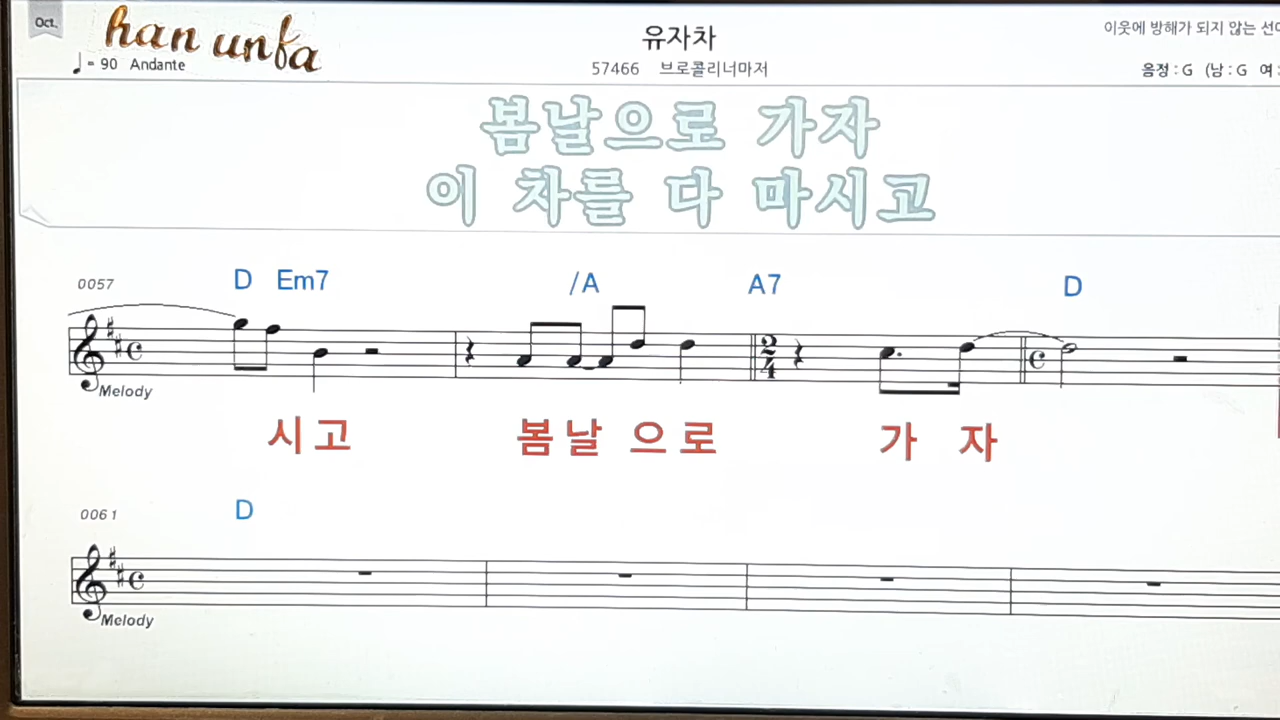 Oct.
han unfa
♩= 90 Andante
유자차
57466 브로콜리너마저
이웃에 방해가 되지 않는
음정 : G (남 : G 여 :
봄날으로 가자
이 차를 다 마시고
0057 D Em7 /A A7 D
2
4
Melody
시 고 봄 날 으 로 가 자
0061 D
Melody